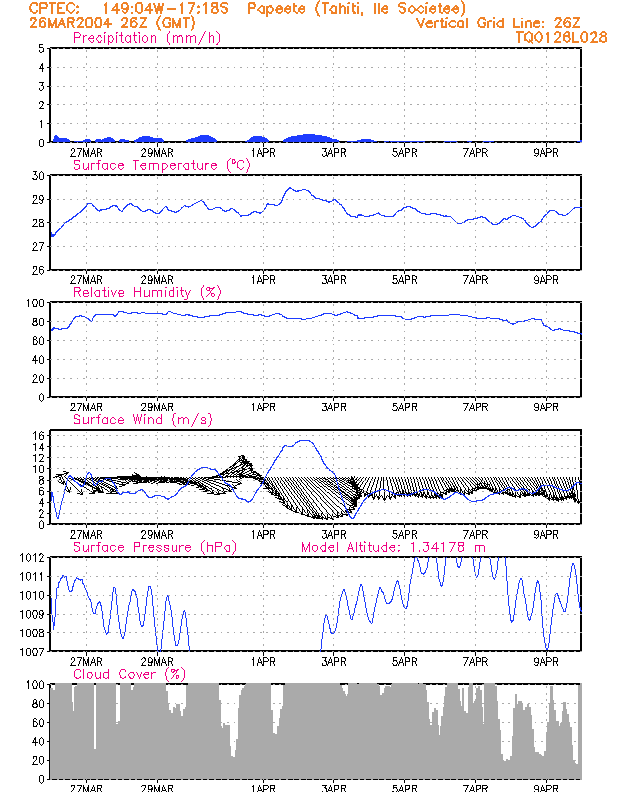 CPTEC: 149:04W-17:18S Papeete (Tahiti, Ile Societee)
26MAR2004 26Z (GMT) Vertical Grid Line: 26Z
Precipitation (mm/h) TQ0126L028
5
4
3
2
1
0
27MAR 29MAR 1APR 3APR 5APR 7APR 9APR
Surface Temperature (ºC)
30
29
28
27
26
27MAR 29MAR 1APR 3APR 5APR 7APR 9APR
Relative Humidity (%)
100
80
60
40
20
0
27MAR 29MAR 1APR 3APR 5APR 7APR 9APR
Surface Wind (m/s)
16
14
12
10
8
6
4
2
0
27MAR 29MAR 1APR 3APR 5APR 7APR 9APR
Surface Pressure (hPa) Model Altitude: 1.34178 m
1012
1011
1010
1009
1008
1007
27MAR 29MAR 1APR 3APR 5APR 7APR 9APR
Cloud Cover (%)
100
80
60
40
20
0
27MAR 29MAR 1APR 3APR 5APR 7APR 9APR